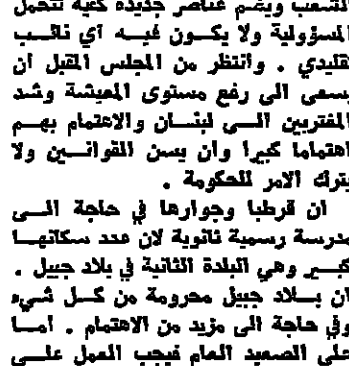 الشعب ويضم عناصر جديدة كفية تتحمل
المسؤولية ولا يكون فيه اي نائب
تقليدي . وانتظر من المجلس المقبل ان
يسعى الى رفع مستوى المعيشة وشد
المغتربين الى لبنان والاهتمام بهم
اهتماما كبيرا وان يسن القوانين ولا
يترك الامر للحكومة .
ان قرطبا وجوارها في حاجة الى
مدرسة رسمية ثانوية لان عدد سكانها
كبير وهي البلدة الثانية في بلاد جبيل .
ان بلاد جبيل محرومة من كل شيء
وفي حاجة الى مزيد من الاهتمام . اما
على الصعيد العام فيجب العمل على